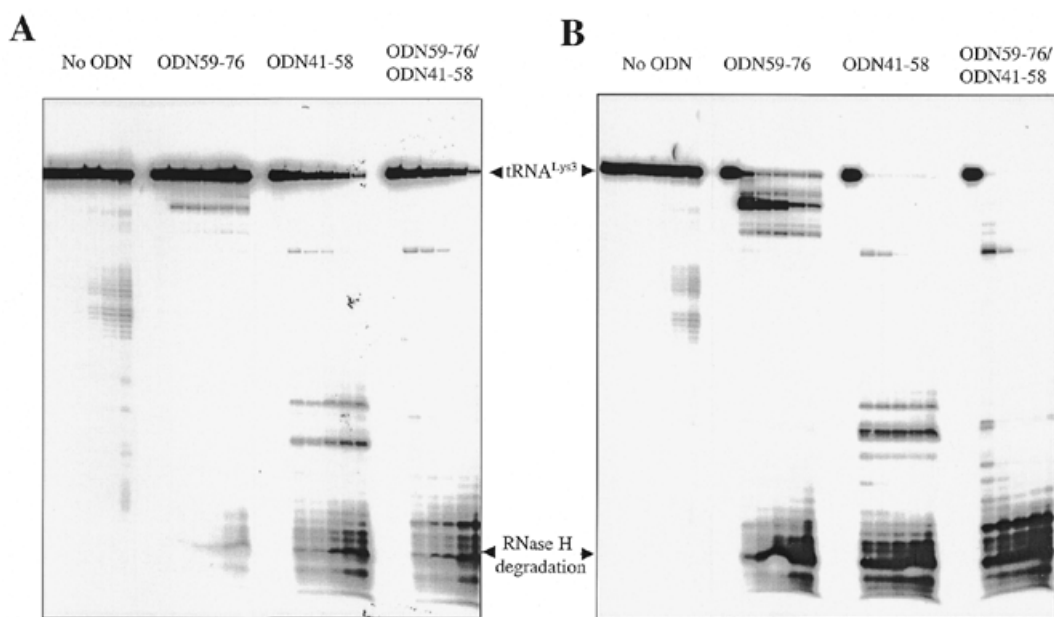 A
No ODN ODN59-76 ODN41-58 ODN59-76/
ODN41-58
B
No ODN ODN59-76 ODN41-58 ODN59-76/
ODN41-58
tRNALys3
RNase H
degradation